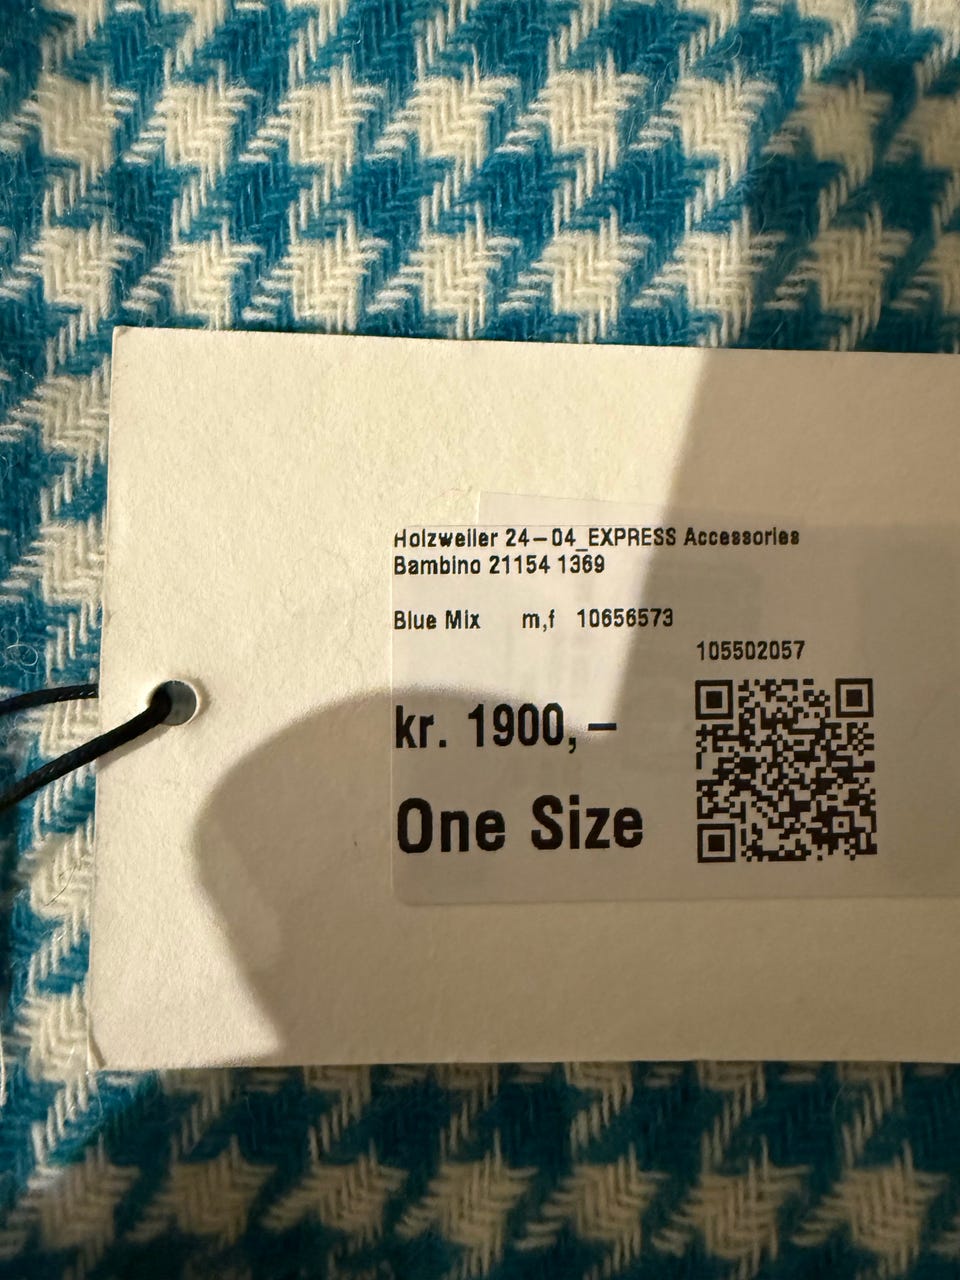 Holzweiler 24-04_EXPRESS Accessories
Bambino 21154 1369
Blue Mix m,f 10656573
105502057
kr. 1900,-
One Size